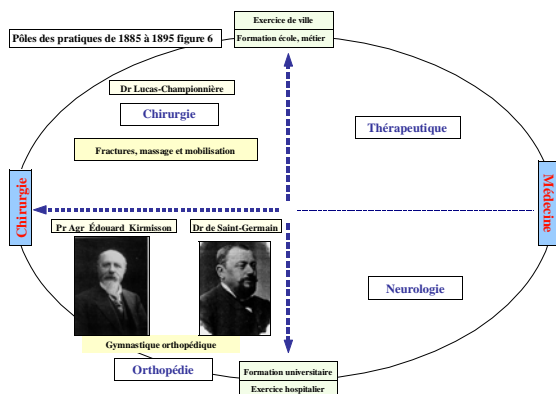 Exercice de ville
Pôles des pratiques de 1885 à 1895 figure 6
Formation école, métier
Dr Lucas-Championnière
Chirurgie
Thérapeutique
Fractures, massage et mobilisation
Chirurgie
Médecine
Pr Agr Édouard Kirmisson
Dr de Saint-Germain
Neurologie
Gymnastique orthopédique
Orthopédie
Formation universitaire
Exercice hospitalier